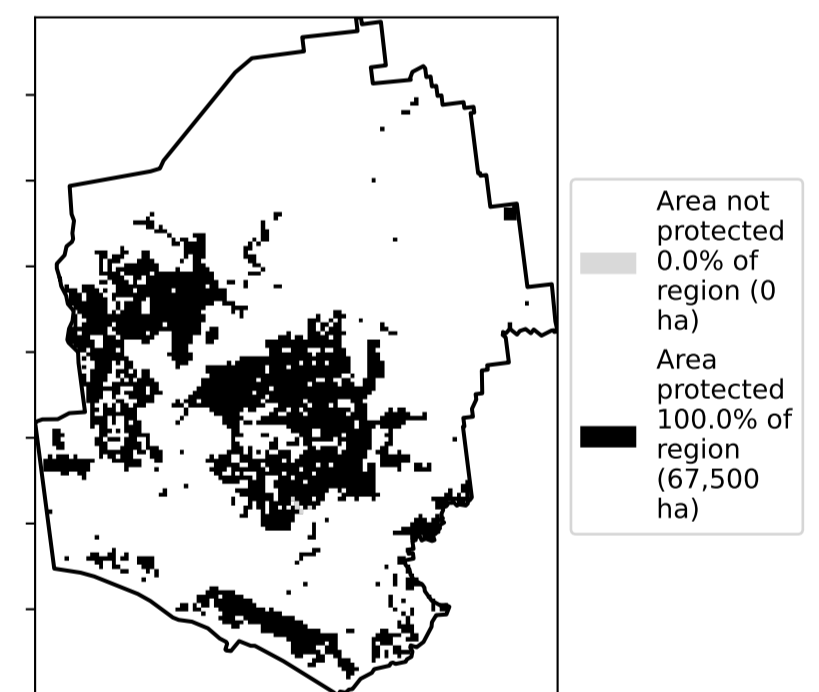 Area not
protected
0.0% of
region (0
ha)
Area
protected
100.0% of
region
(67,500
ha)